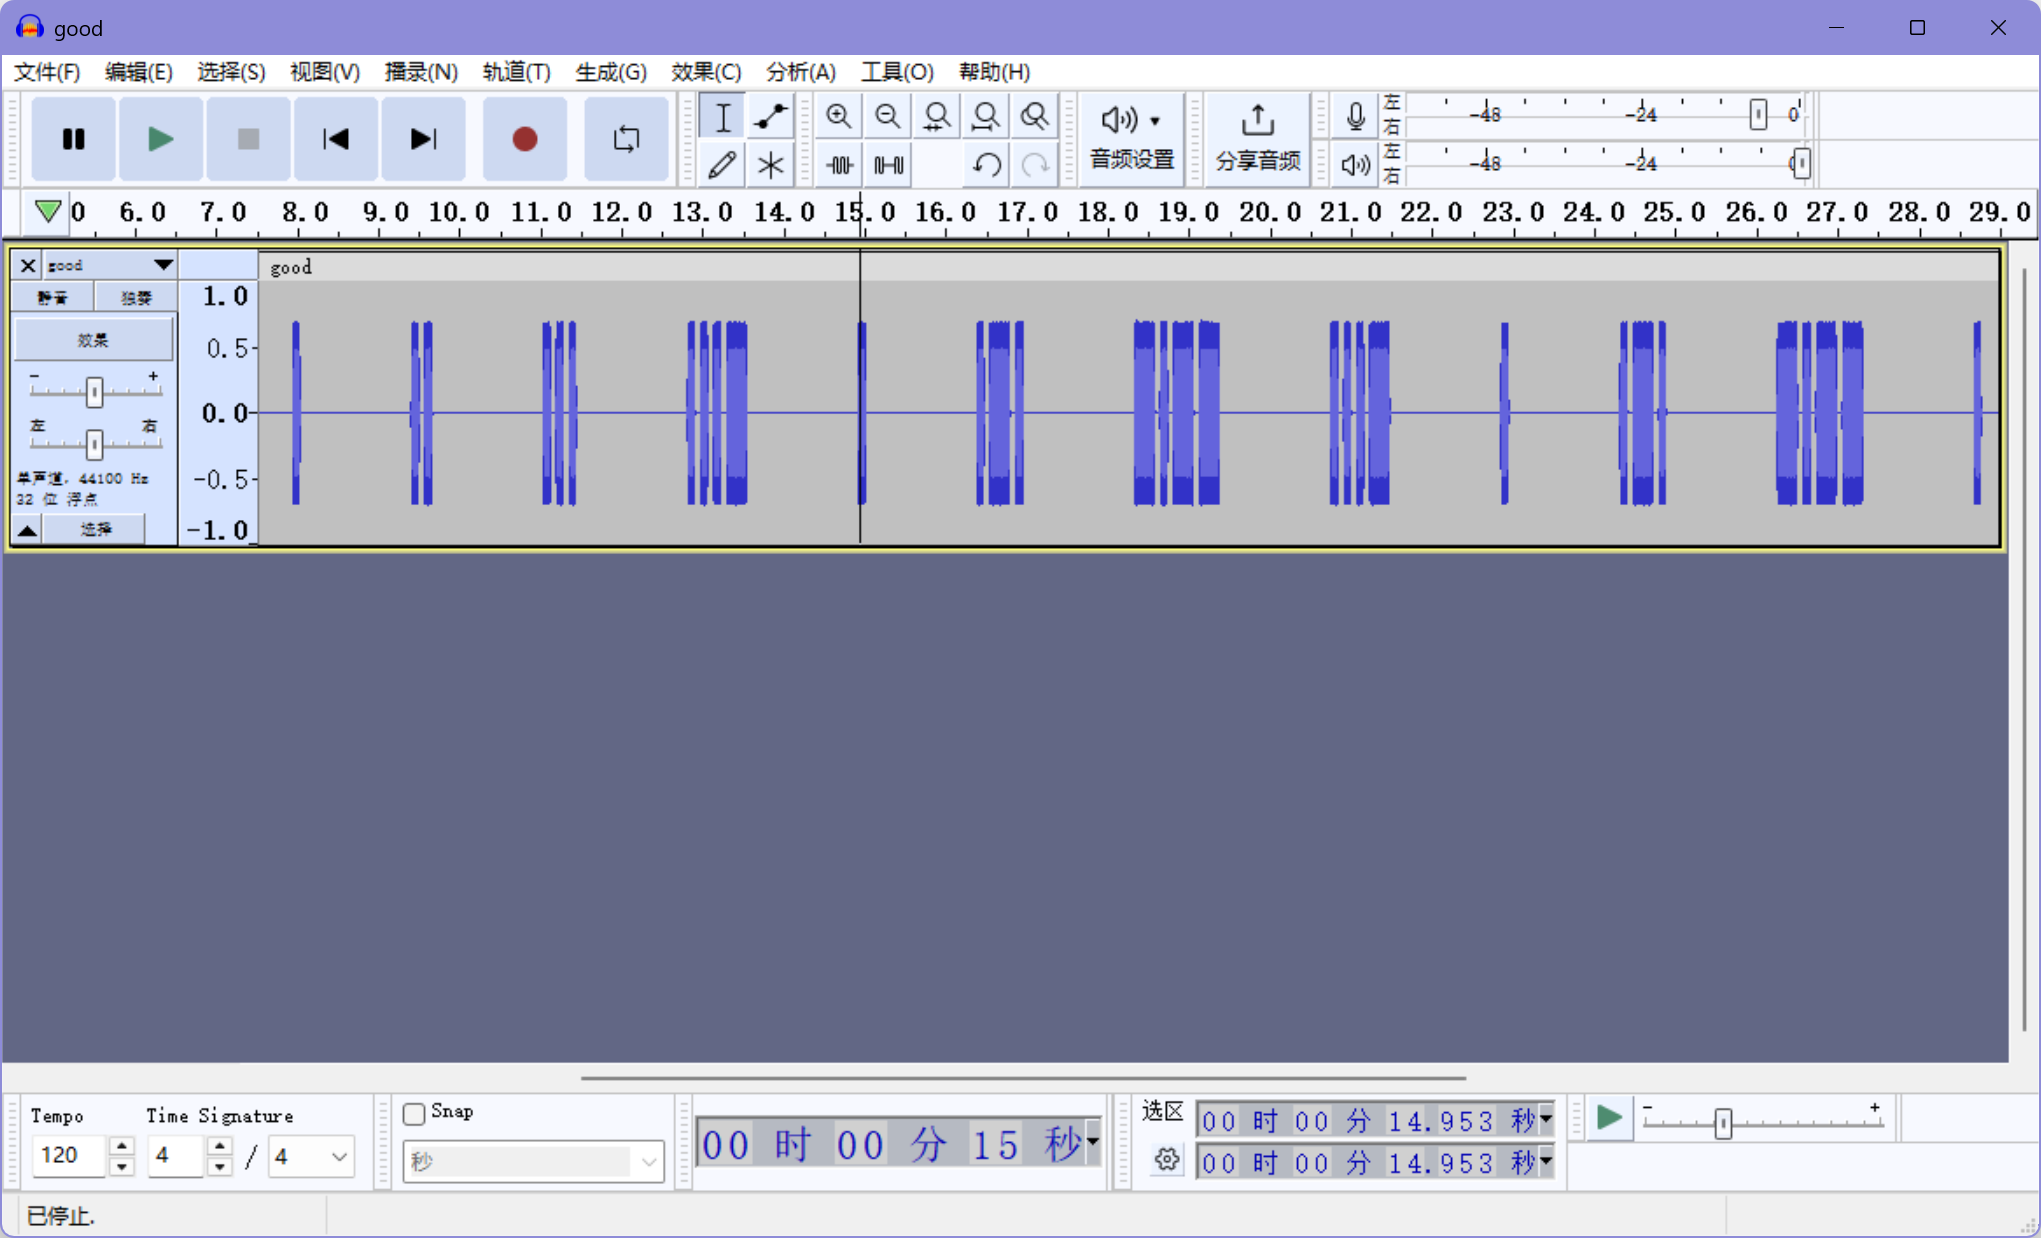 good
文件(F) 编辑(E) 选择(S) 视图(V) 播录(N) 轨道(T) 生成(G) 效果(C) 分析(A) 工具(O) 帮助(H)
音频设置
分享音频
左 -48 -24 0
右
左 -48 -24 0
右
0 6.0 7.0 8.0 9.0 10.0 11.0 12.0 13.0 14.0 15.0 16.0 17.0 18.0 19.0 20.0 21.0 22.0 23.0 24.0 25.0 26.0 27.0 28.0 29.0
good
good
静音 独奏
效果
- +
左 右
单声道, 44100 Hz
32 位 浮点
选择
1.0
0.5
0.0
-0.5
-1.0
Tempo
120
Time Signature
4 / 4
Snap
秒
00 时 00 分 15 秒
选区
00 时 00 分 14.953 秒
00 时 00 分 14.953 秒
- +
已停止.